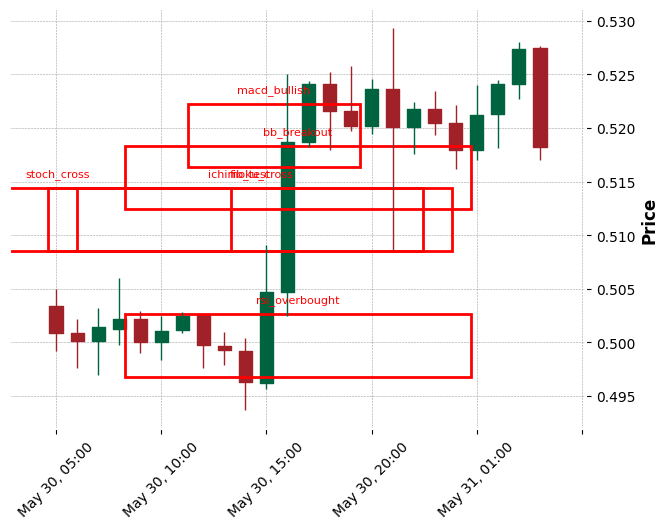 0.530
0.525
macd_bullish
0.520
bb_breakout
0.515
stoch_cross
0.510
Price
0.505
rsi_overbought
0.500
0.495
May 30, 05:00
May 30, 10:00
May 30, 15:00
May 30, 20:00
May 31, 01:00